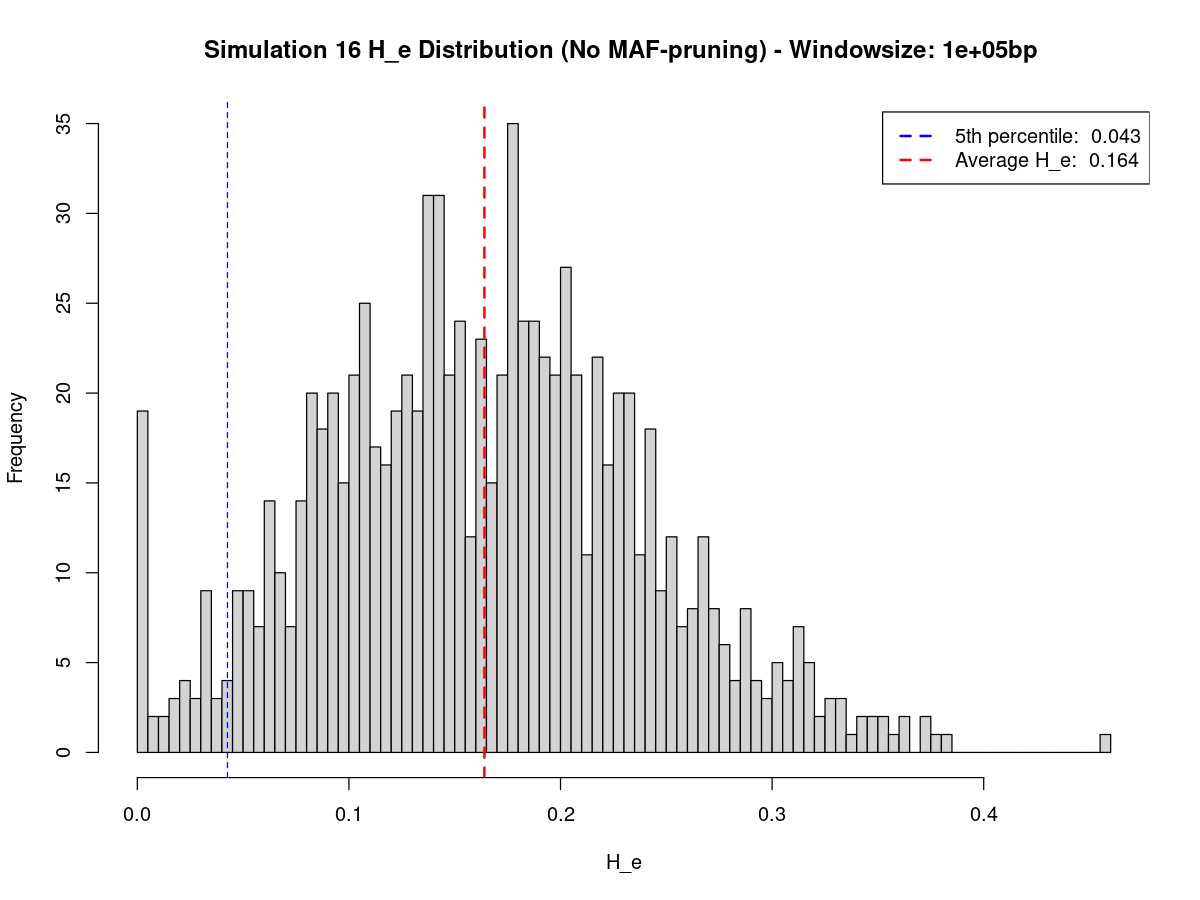 Simulation 16 H_e Distribution (No MAF-pruning) - Windowsize: 1e+05bp
5th percentile: 0.043
Average H_e: 0.164
Frequency
35
30
25
20
15
10
5
0
0.0 0.1 0.2 0.3 0.4
H_e